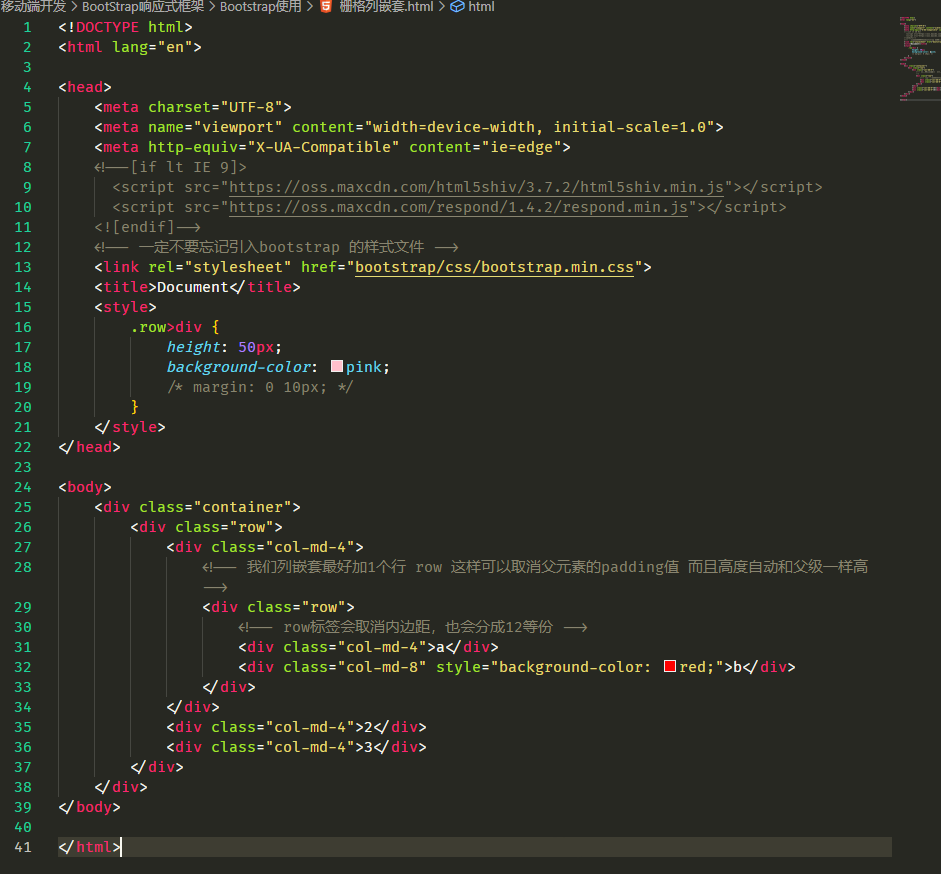 移动端开发 > BootStrap响应式框架 > Bootstrap使用 > 栅格列嵌套.html > html
1 <!DOCTYPE html>
2 <html lang="en">
3
4 <head>
5     <meta charset="UTF-8">
6     <meta name="viewport" content="width=device-width, initial-scale=1.0">
7     <meta http-equiv="X-UA-Compatible" content="ie=edge">
8     <!--[if lt IE 9]>
9       <script src="https://oss.maxcdn.com/html5shiv/3.7.2/html5shiv.min.js"></script>
10       <script src="https://oss.maxcdn.com/respond/1.4.2/respond.min.js"></script>
11     <![endif]-->
12     <!-- 一定不要忘记引入bootstrap 的样式文件 -->
13     <link rel="stylesheet" href="bootstrap/css/bootstrap.min.css">
14     <title>Document</title>
15     <style>
16         .row>div {
17             height: 50px;
18             background-color: pink;
19             /* margin: 0 10px; */
20         }
21     </style>
22 </head>
23
24 <body>
25     <div class="container">
26         <div class="row">
27             <div class="col-md-4">
28                 <!-- 我们列嵌套最好加1个行 row 这样可以取消父元素的padding值 而且高度自动和父级一样高
-->
29                 <div class="row">
30                     <!-- row标签会取消内边距，也会分成12等份 -->
31                     <div class="col-md-4">a</div>
32                     <div class="col-md-8" style="background-color: red;">b</div>
33                 </div>
34             </div>
35             <div class="col-md-4">2</div>
36             <div class="col-md-4">3</div>
37         </div>
38     </div>
39 </body>
40
41 </html>